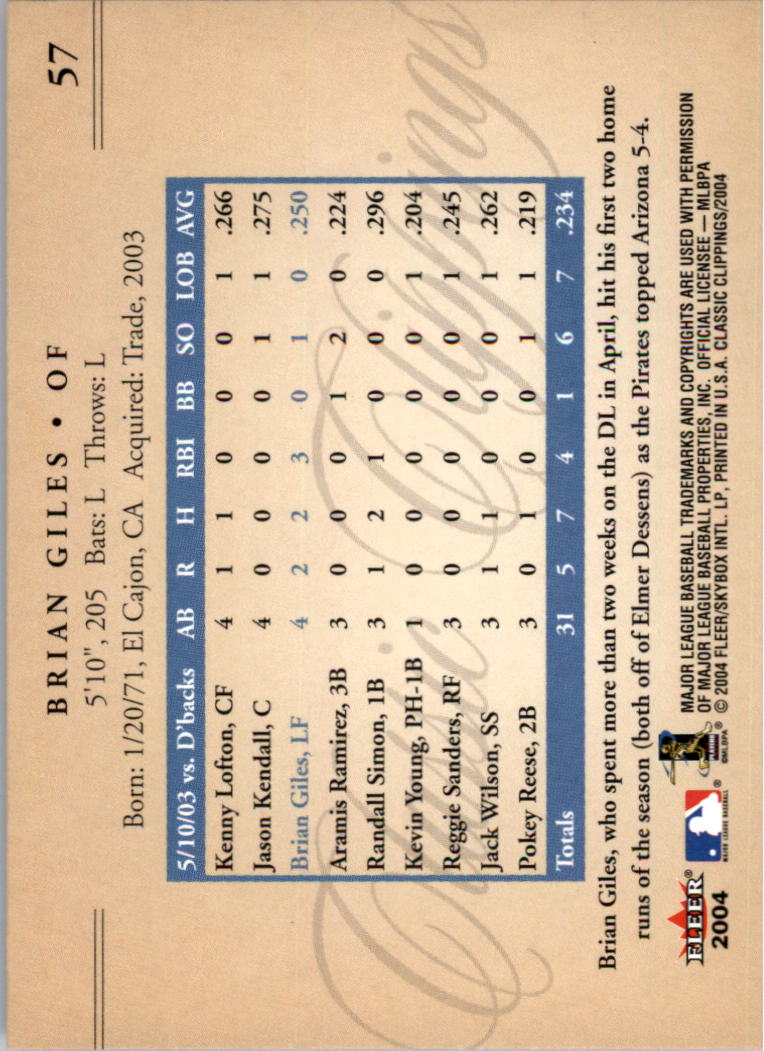 57
BRIAN GILES • OF
5'10", 205 Bats: L Throws: L
Born: 1/20/71, El Cajon, CA Acquired: Trade, 2003
5/10/03 vs. D'backs AB R H RBI BB SO LOB AVG
Kenny Lofton, CF 4 1 1 0 0 0 1 .266
Jason Kendall, C 4 0 0 0 0 1 1 .275
Brian Giles, LF 4 2 2 3 0 1 0 .250
Aramis Ramirez, 3B 3 0 0 0 1 2 0 .224
Randall Simon, 1B 3 1 2 1 0 0 0 .296
Kevin Young, PH-1B 1 0 0 0 0 0 1 .204
Reggie Sanders, RF 3 0 0 0 0 0 1 .245
Jack Wilson, SS 3 1 1 0 0 0 1 .262
Pokey Reese, 2B 3 0 1 0 0 1 1 .219
Totals 31 5 7 4 1 6 7 .234
Classic Clippings
Brian Giles, who spent more than two weeks on the DL in April, hit his first two home
runs of the season (both off of Elmer Dessens) as the Pirates topped Arizona 5-4.
FLEER®
2004
MAJOR LEAGUE BASEBALL ®
©MLBPA
MAJOR LEAGUE BASEBALL TRADEMARKS AND COPYRIGHTS ARE USED WITH PERMISSION
OF MAJOR LEAGUE BASEBALL PROPERTIES, INC. OFFICIAL LICENSEE — MLBPA
© 2004 FLEER/SKYBOX INTL. LP, PRINTED IN U.S.A. CLASSIC CLIPPINGS/2004